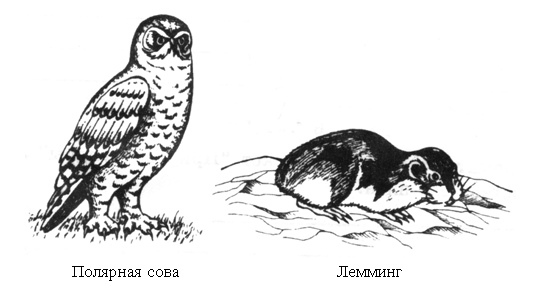 Полярная сова
Лемминг